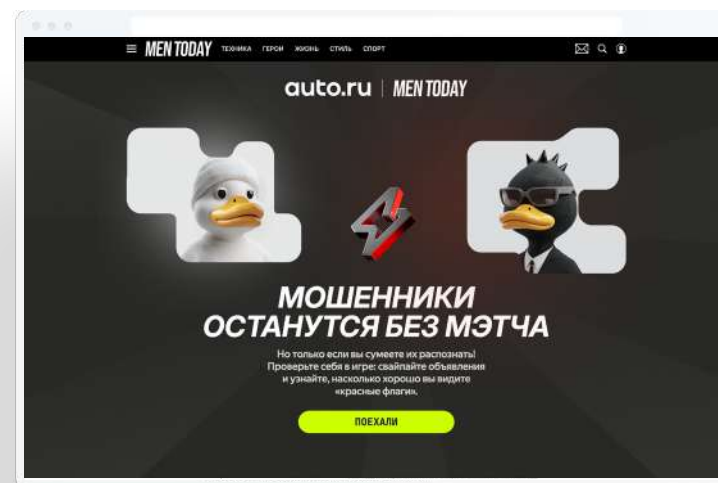 MEN TODAY ТЕХНИКА ГЕРОИ ЖИЗНЬ СТИЛЬ СПОРТ
auto.ru | MEN TODAY
МОШЕННИКИ
ОСТАНУТСЯ БЕЗ МЭТЧА
Но только если вы сумеете их распознать!
Проверьте себя в игре: свайпайте объявления
и узнайте, насколько хорошо вы видите
«красные флаги».
ПОЕХАЛИ